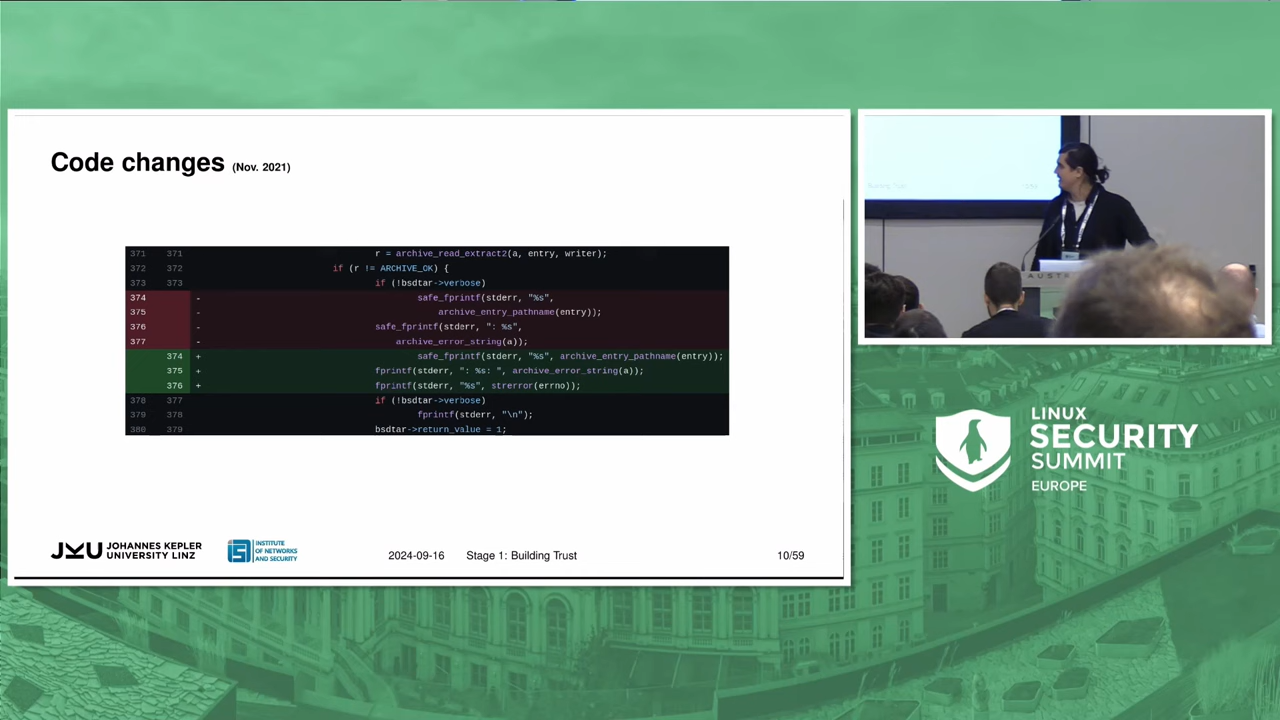 Code changes (Nov. 2021)
371 371 r = archive_read_extract2(a, entry, writer);
372 372 if (r != ARCHIVE_OK) {
373 373 if (!bsdtar->verbose)
374 - safe_fprintf(stderr, "%s",
375 - archive_entry_pathname(entry));
376 - safe_fprintf(stderr, ": %s",
377 - archive_error_string(a));
374 + safe_fprintf(stderr, "%s", archive_entry_pathname(entry));
375 + fprintf(stderr, ": %s: ", archive_error_string(a));
376 + fprintf(stderr, "%s", strerror(errno));
378 377 if (!bsdtar->verbose)
379 378 fprintf(stderr, "\n");
380 379 bsdtar->return_value = 1;
JKU JOHANNES KEPLER
UNIVERSITY LINZ
INSTITUTE
OF NETWORKS
AND SECURITY
2024-09-16 Stage 1: Building Trust 10/59
Building Trust
LINUX
SECURITY
SUMMIT
EUROPE